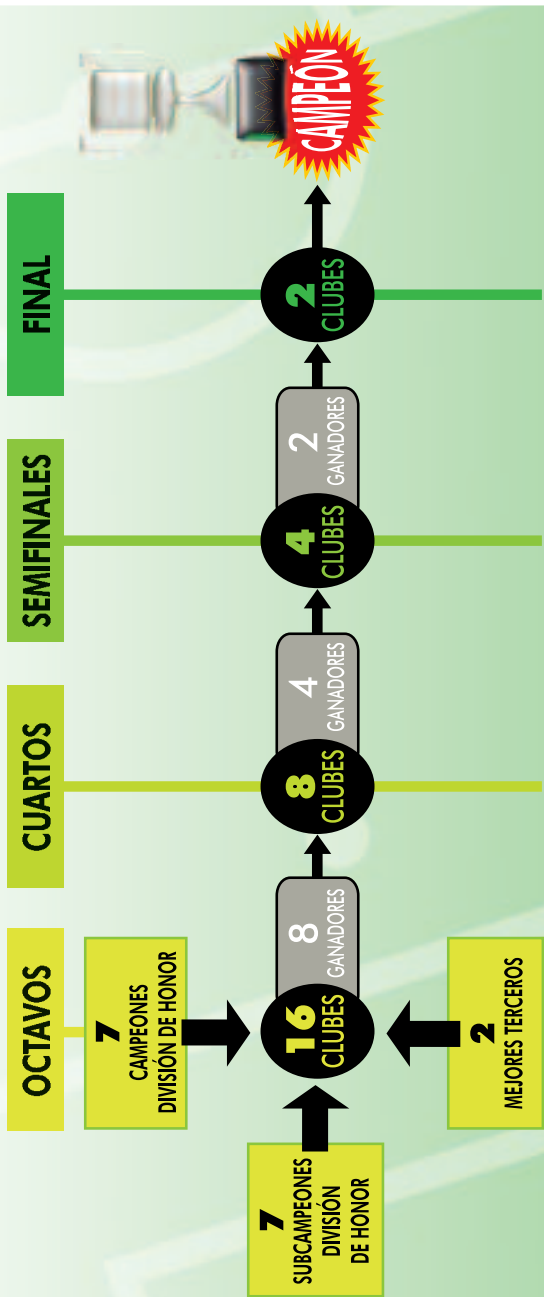 OCTAVOS
CUARTOS
SEMIFINALES
FINAL
7
CAMPEONES
DIVISIÓN DE HONOR
7
SUBCAMPEONES
DIVISIÓN
DE HONOR
2
MEJORES TERCEROS
16
CLUBES
8
GANADORES
8
CLUBES
4
GANADORES
4
CLUBES
2
GANADORES
2
CLUBES
CAMPEÓN